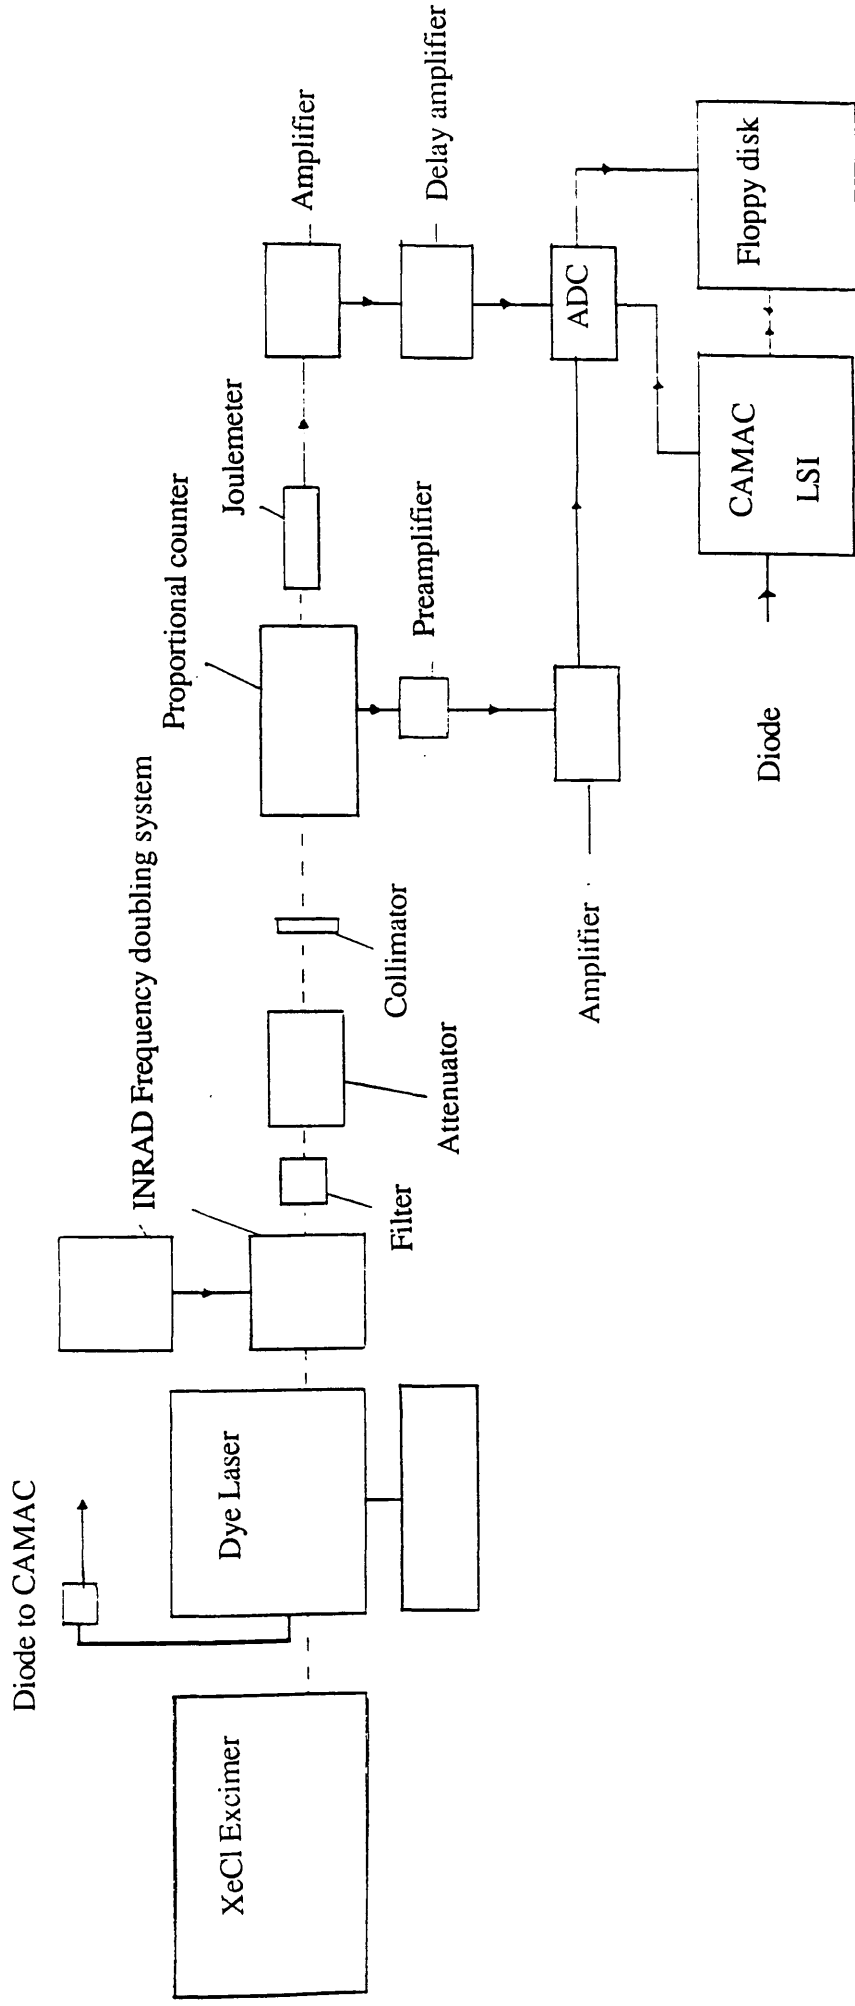 Diode to CAMAC
XeCl Excimer
Dye Laser
INRAD Frequency doubling system
Filter
Attenuator
Collimator
Proportional counter
Joulemeter
Amplifier
Preamplifier
Delay amplifier
Amplifier
ADC
Diode
CAMAC
LSI
Floppy disk